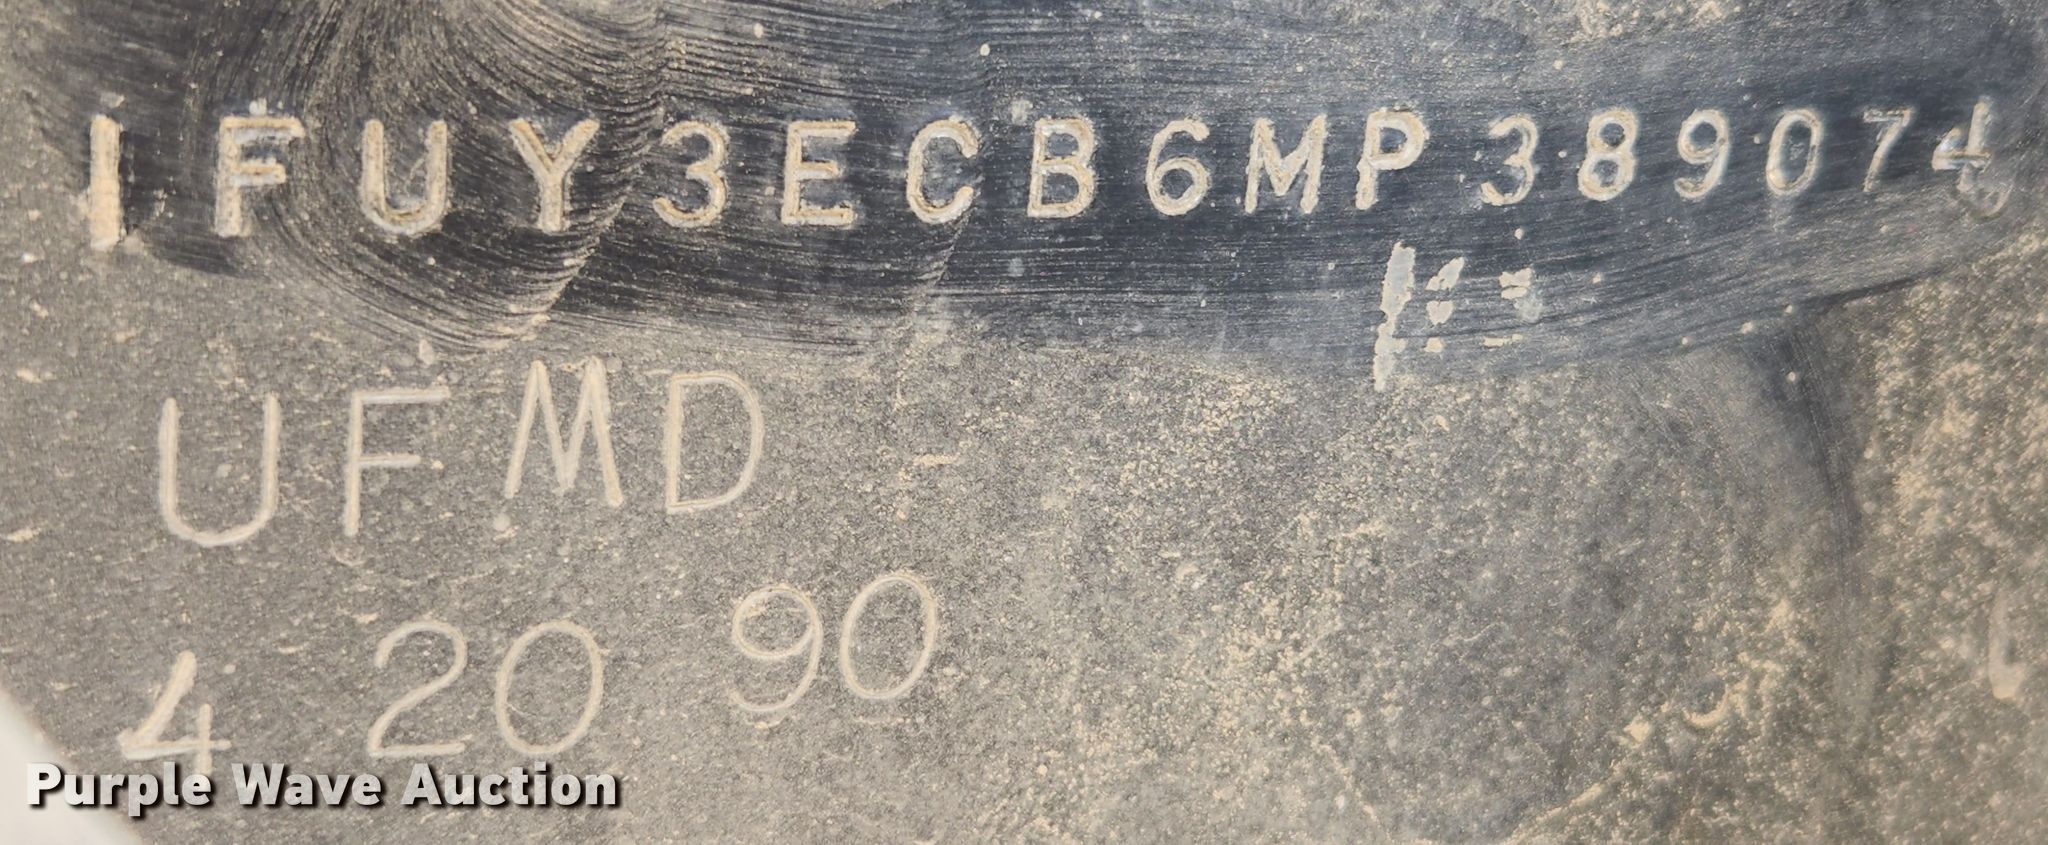 1FUY3ECB6MP389074
UFMD
4 20 90
Purple Wave Auction